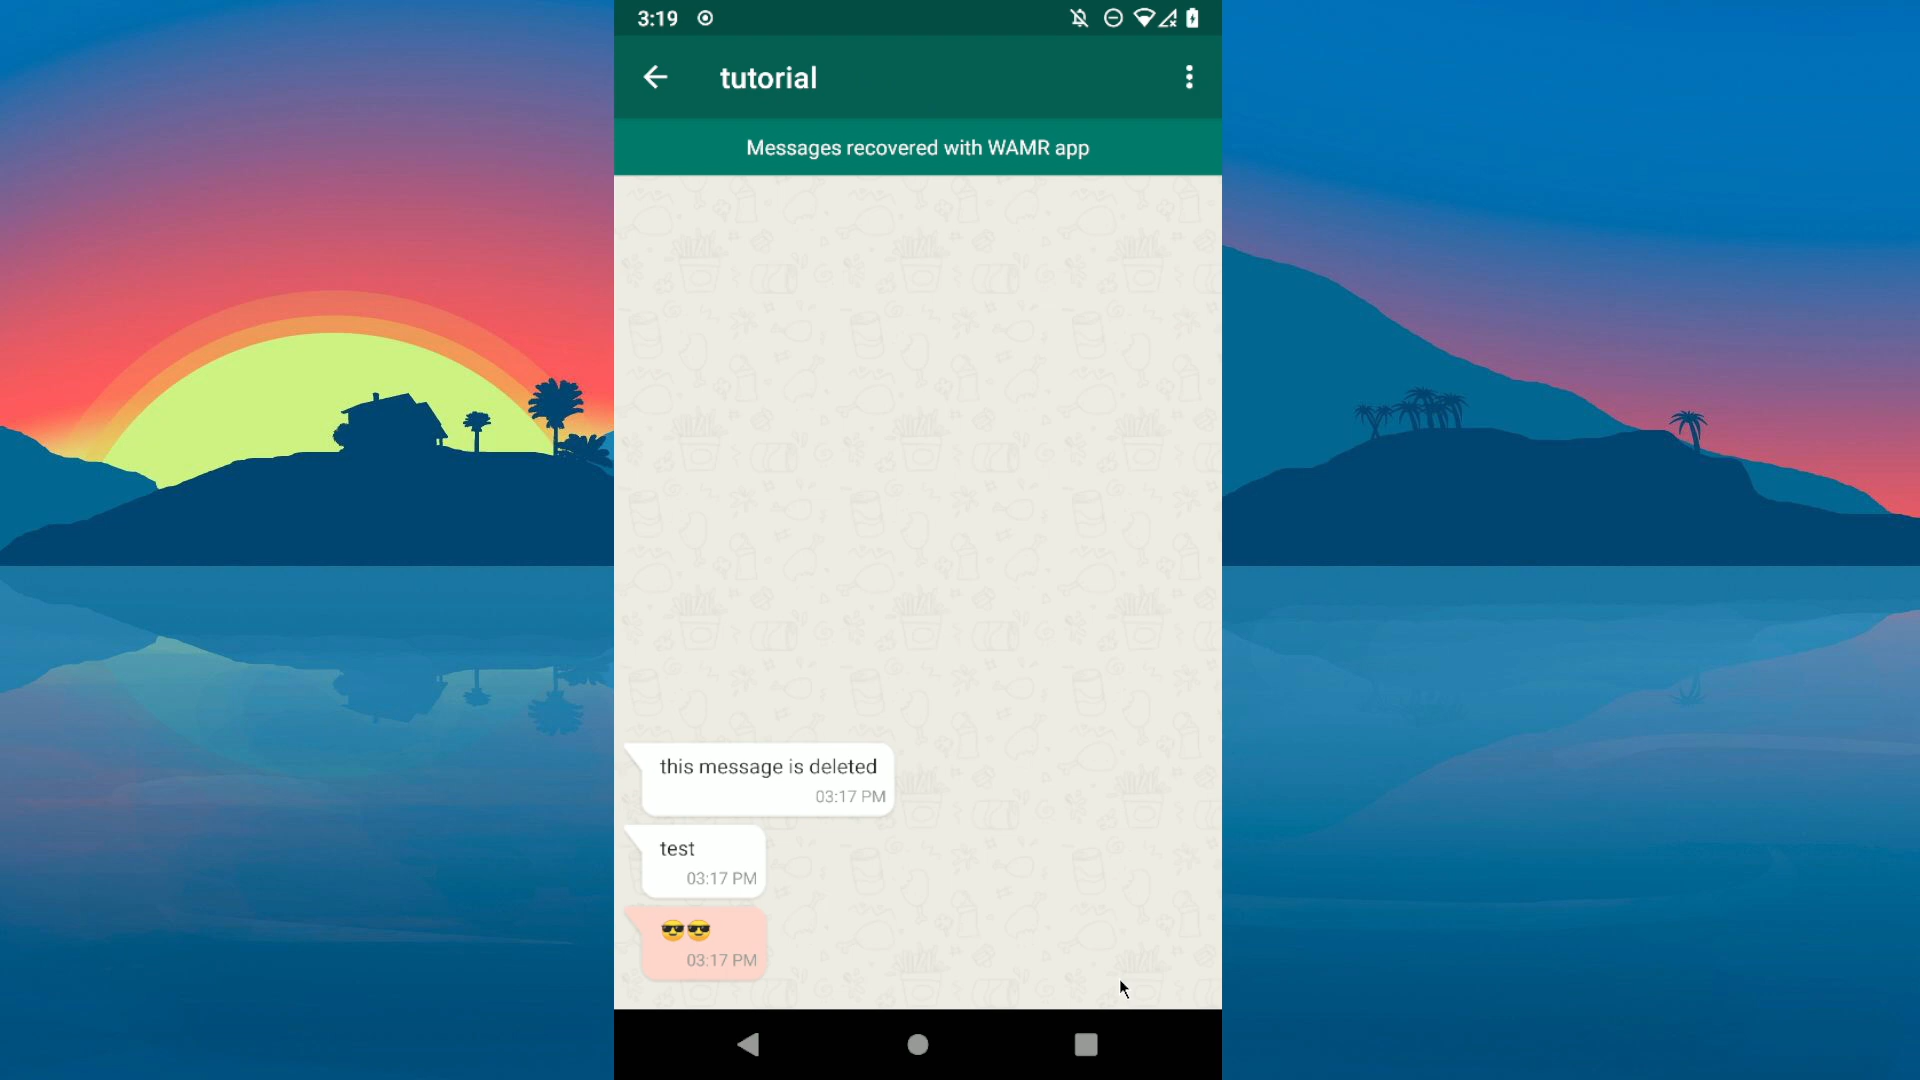 3:19
tutorial
Messages recovered with WAMR app
this message is deleted
03:17 PM
test
03:17 PM
😎😎
03:17 PM